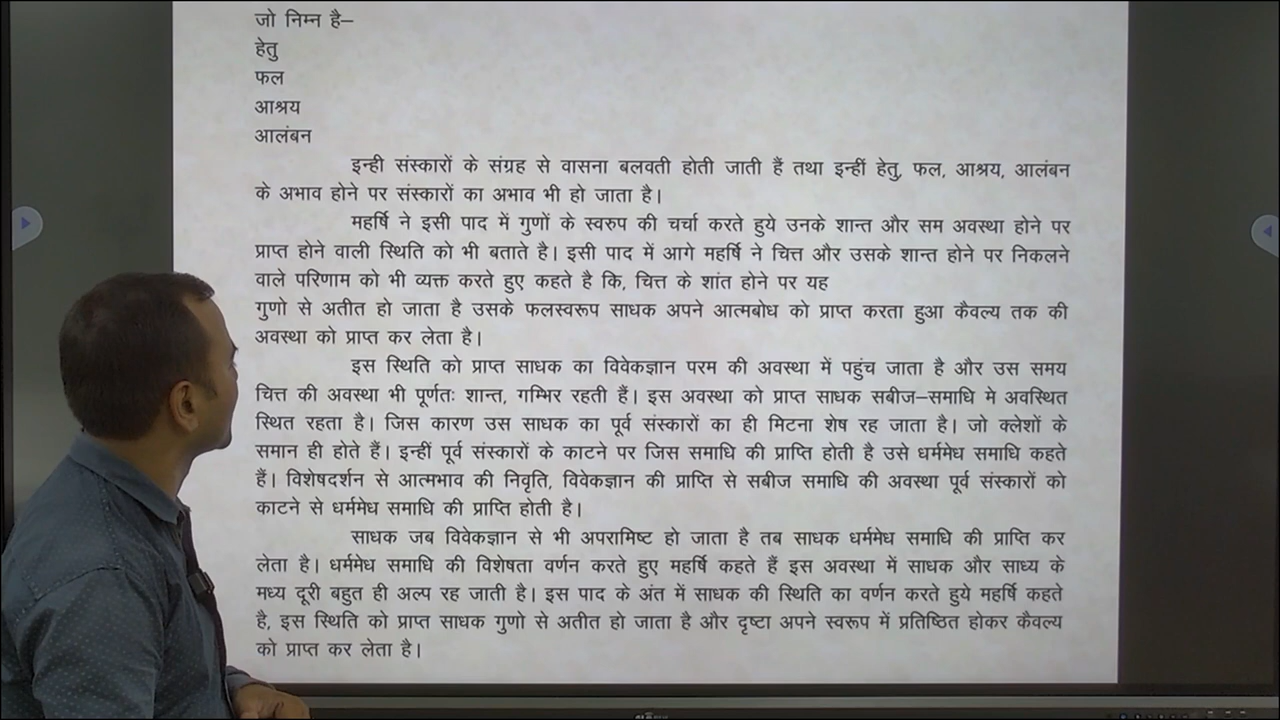 जो निम्न है–
हेतु
फल
आश्रय
आलंबन
इन्ही संस्कारों के संग्रह से वासना बलवती होती जाती हैं तथा इन्हीं हेतु, फल, आश्रय, आलंबन
के अभाव होने पर संस्कारों का अभाव भी हो जाता है।
महर्षि ने इसी पाद में गुणों के स्वरुप की चर्चा करते हुये उनके शान्त और सम अवस्था होने पर
प्राप्त होने वाली स्थिति को भी बताते है। इसी पाद में आगे महर्षि ने चित्त और उसके शान्त होने पर निकलने
वाले परिणाम को भी व्यक्त करते हुए कहते है कि, चित्त के शांत होने पर यह
गुणो से अतीत हो जाता है उसके फलस्वरूप साधक अपने आत्मबोध को प्राप्त करता हुआ कैवल्य तक की
अवस्था को प्राप्त कर लेता है।
इस स्थिति को प्राप्त साधक का विवेकज्ञान परम की अवस्था में पहुंच जाता है और उस समय
चित्त की अवस्था भी पूर्णतः शान्त, गम्भिर रहती हैं। इस अवस्था को प्राप्त साधक सबीज–समाधि मे अवस्थित
स्थित रहता है। जिस कारण उस साधक का पूर्व संस्कारों का ही मिटना शेष रह जाता है। जो क्लेशों के
समान ही होते हैं। इन्हीं पूर्व संस्कारों के काटने पर जिस समाधि की प्राप्ति होती है उसे धर्ममेध समाधि कहते
हैं। विशेषदर्शन से आत्मभाव की निवृति, विवेकज्ञान की प्राप्ति से सबीज समाधि की अवस्था पूर्व संस्कारों को
काटने से धर्ममेध समाधि की प्राप्ति होती है।
साधक जब विवेकज्ञान से भी अपरामिष्ट हो जाता है तब साधक धर्ममेध समाधि की प्राप्ति कर
लेता है। धर्ममेध समाधि की विशेषता वर्णन करते हुए महर्षि कहते हैं इस अवस्था में साधक और साध्य के
मध्य दूरी बहुत ही अल्प रह जाती है। इस पाद के अंत में साधक की स्थिति का वर्णन करते हुये महर्षि कहते
है, इस स्थिति को प्राप्त साधक गुणो से अतीत हो जाता है और दृष्टा अपने स्वरूप में प्रतिष्ठित होकर कैवल्य
को प्राप्त कर लेता है।